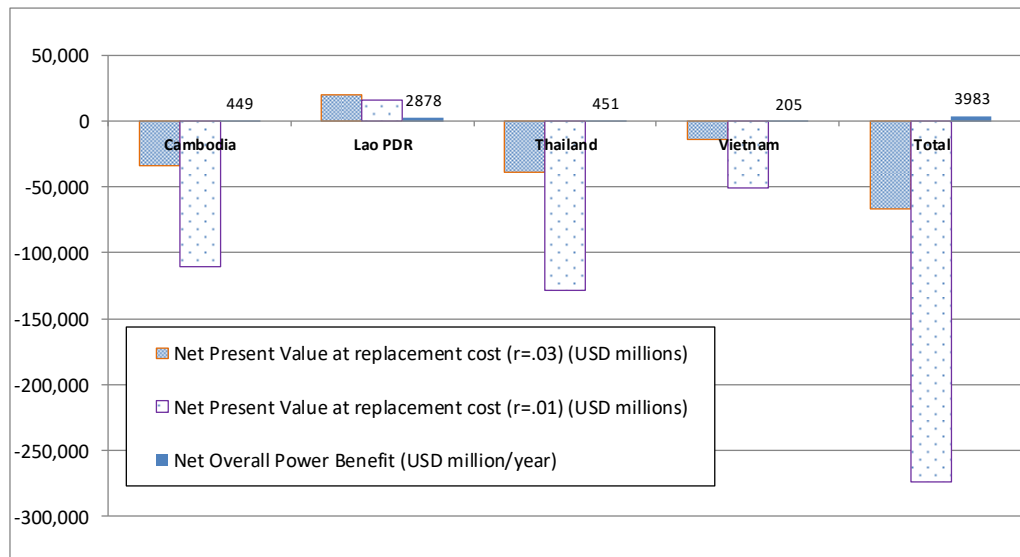 50,000
449
2878
451
205
3983
0
Cambodia
Lao PDR
Thailand
Vietnam
Total
-50,000
-100,000
-150,000
Net Present Value at replacement cost (r=.03) (USD millions)
-200,000
Net Present Value at replacement cost (r=.01) (USD millions)
-250,000
Net Overall Power Benefit (USD million/year)
-300,000